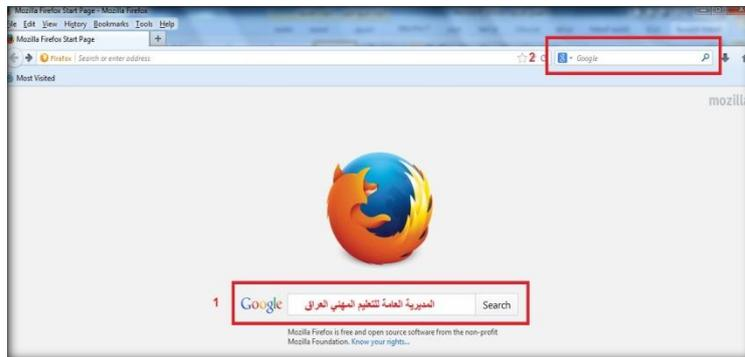 Mozilla Firefox Start Page - Mozilla Firefox
File Edit View History Bookmarks Tools Help
Mozilla Firefox Start Page +
Firefox Search or enter address 2 Google
Most Visited
mozilla
1 Google المديرية العامة للتعليم المهني العراق Search
Mozilla Firefox is free and open source software from the non-profit
Mozilla Foundation. Know your rights...